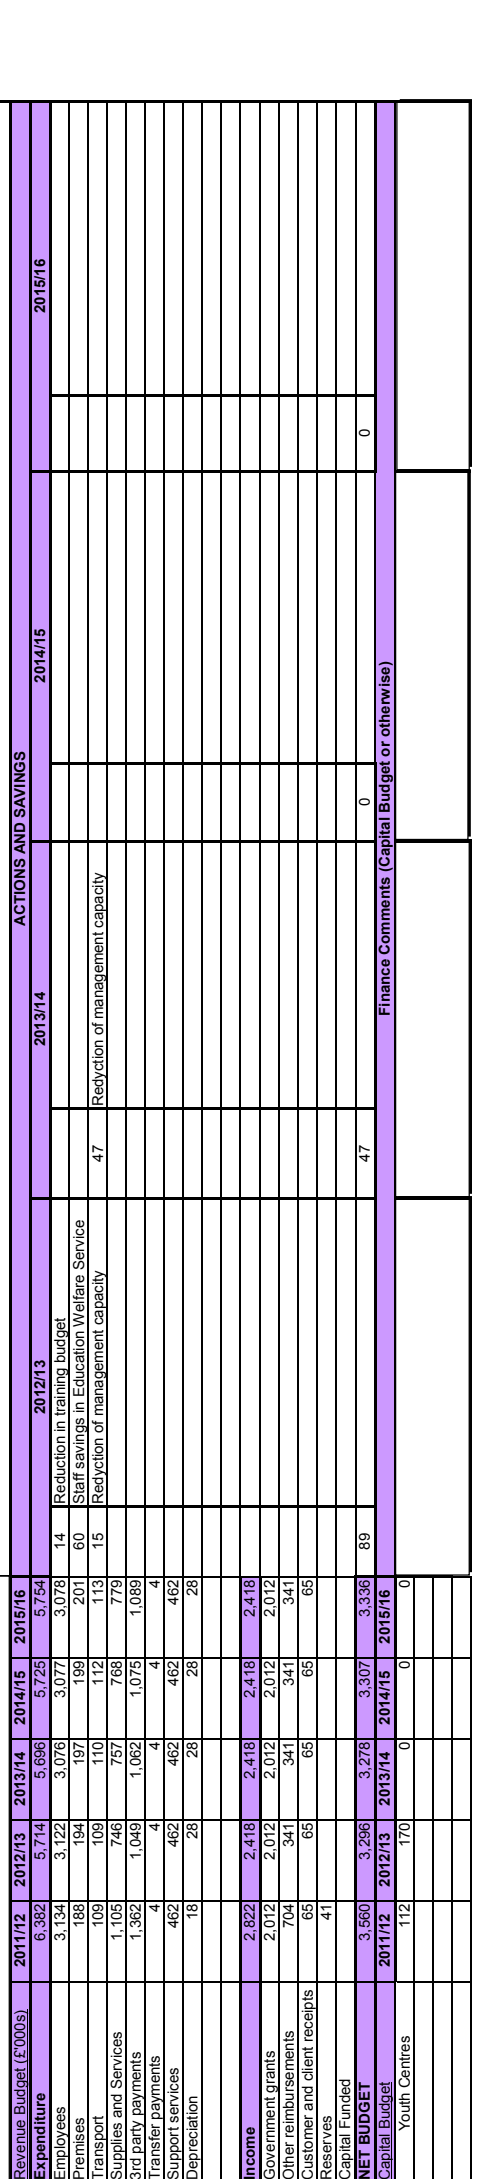 ACTIONS AND SAVINGS
Revenue Budget (£'000s) 2011/12 2012/13 2013/14 2014/15 2015/16 2012/13 2013/14 2014/15 2015/16
Expenditure 6,382 5,714 5,696 5,725 5,754
Employees 3,134 3,122 3,076 3,077 3,078 14 Reduction in training budget
Premises 188 194 197 199 201 60 Staff savings in Education Welfare Service
Transport 109 109 110 112 113 15 Redyction of management capacity 47 Redyction of management capacity
Supplies and Services 1,105 746 757 768 779
3rd party payments 1,362 1,049 1,062 1,075 1,089
Transfer payments 4 4 4 4 4
Support services 462 462 462 462 462
Depreciation 18 28 28 28 28
Income 2,822 2,418 2,418 2,418 2,418
Government grants 2,012 2,012 2,012 2,012 2,012
Other reimbursements 704 341 341 341 341
Customer and client receipts 65 65 65 65 65
Reserves 41
Capital Funded
NET BUDGET 3,560 3,296 3,278 3,307 3,336 89 47 0 0
Capital Budget 2011/12 2012/13 2013/14 2014/15 2015/16 Finance Comments (Capital Budget or otherwise)
Youth Centres 112 170 0 0 0